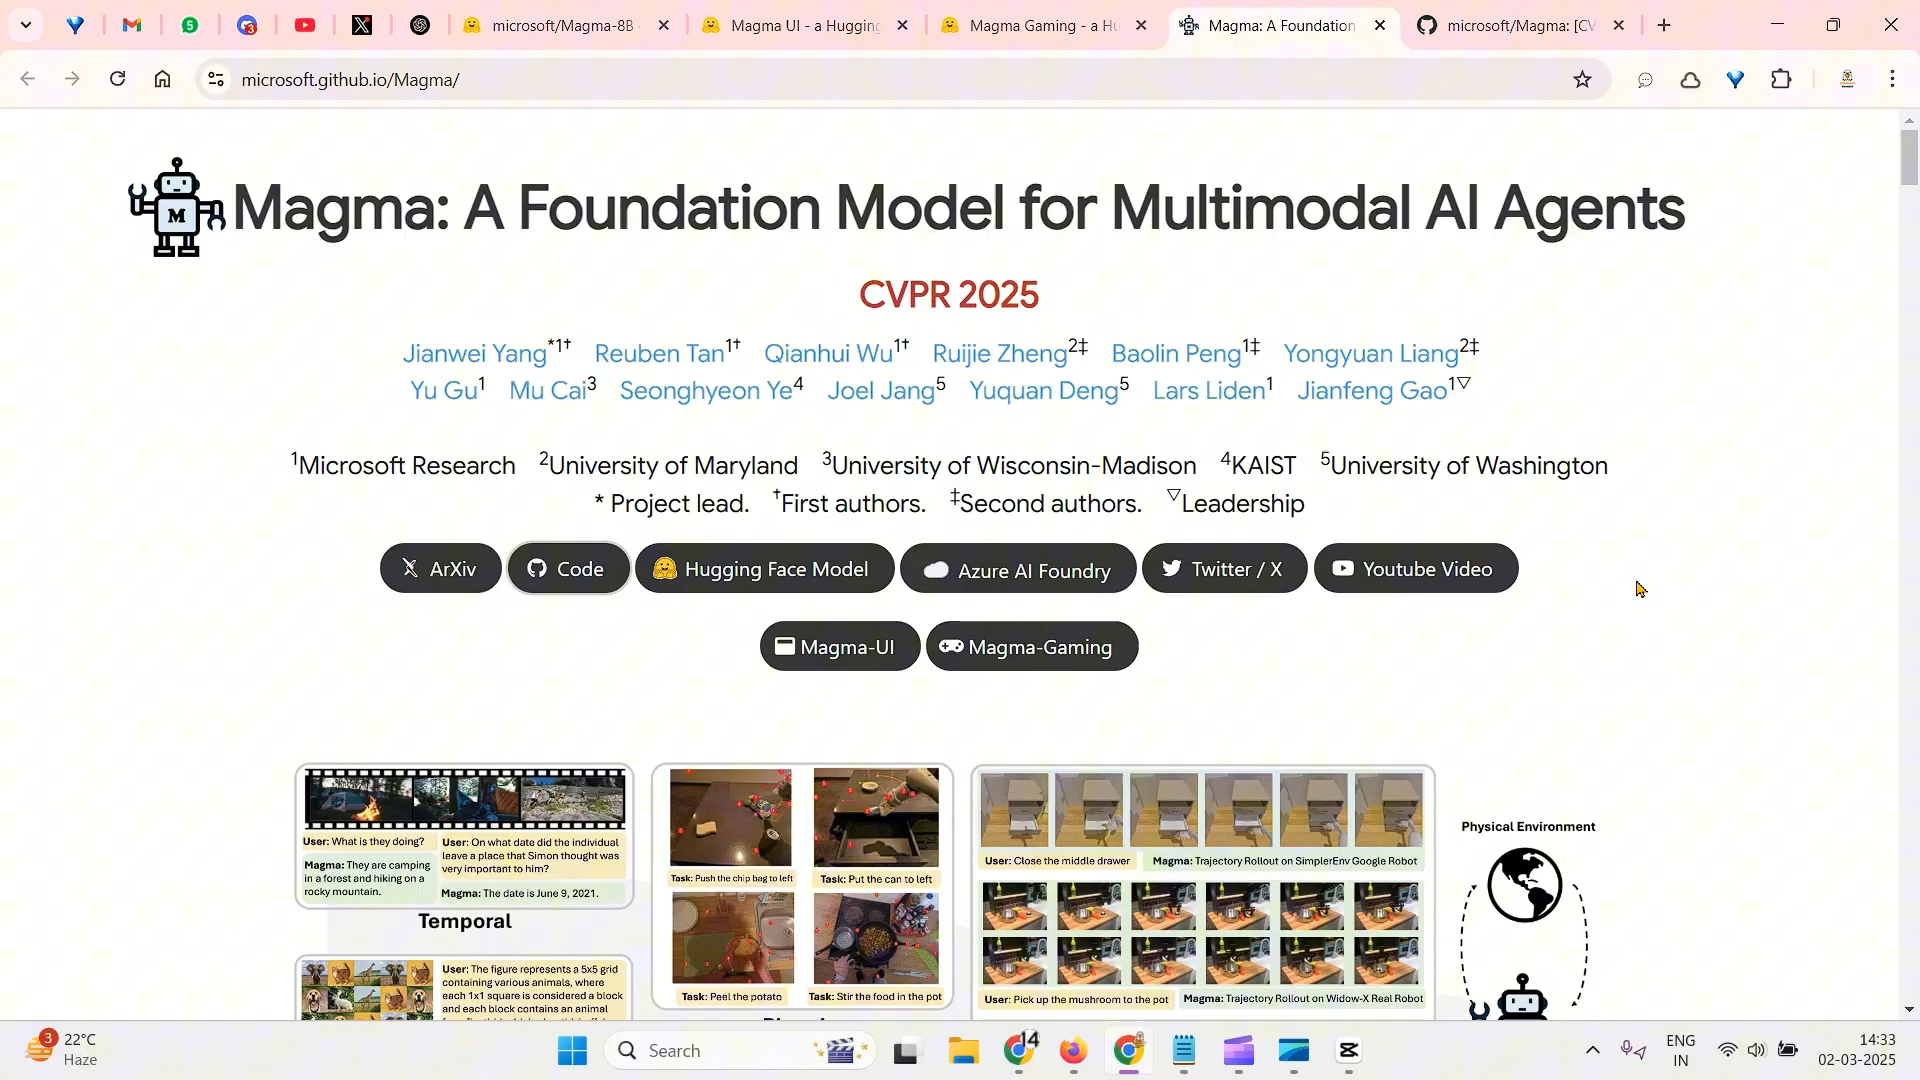 microsoft/Magma-8B
Magma UI - a Hugging
Magma Gaming - a Hu
Magma: A Foundation
microsoft/Magma: [CV
microsoft.github.io/Magma/
M
Magma: A Foundation Model for Multimodal AI Agents
CVPR 2025
Jianwei Yang*1† Reuben Tan1† Qianhui Wu1† Ruijie Zheng2‡ Baolin Peng1‡ Yongyuan Liang2‡
Yu Gu1 Mu Cai3 Seonghyeon Ye4 Joel Jang5 Yuquan Deng5 Lars Liden1 Jianfeng Gao1▽
1Microsoft Research 2University of Maryland 3University of Wisconsin-Madison 4KAIST 5University of Washington
* Project lead. †First authors. ‡Second authors. ▽Leadership
ArXiv
Code
Hugging Face Model
Azure AI Foundry
Twitter / X
Youtube Video
Magma-UI
Magma-Gaming
User: What is they doing?
Magma: They are camping
in a forest and hiking on a
rocky mountain.
User: On what date did the individual
leave a place that Simon thought was
very important to him?
Magma: The date is June 9, 2021.
Temporal
User: The figure represents a 5x5 grid
containing various animals, where
each 1x1 square is considered a block
and each block contains an animal
Task: Push the chip bag to left
Task: Put the can to left
Task: Peel the potato
Task: Stir the food in the pot
User: Close the middle drawer
Magma: Trajectory Rollout on SimplerEnv Google Robot
User: Pick up the mushroom to the pot
Magma: Trajectory Rollout on Widow-X Real Robot
Physical Environment
3
22°C
Haze
Search
14
ENG
IN
14:33
02-03-2025